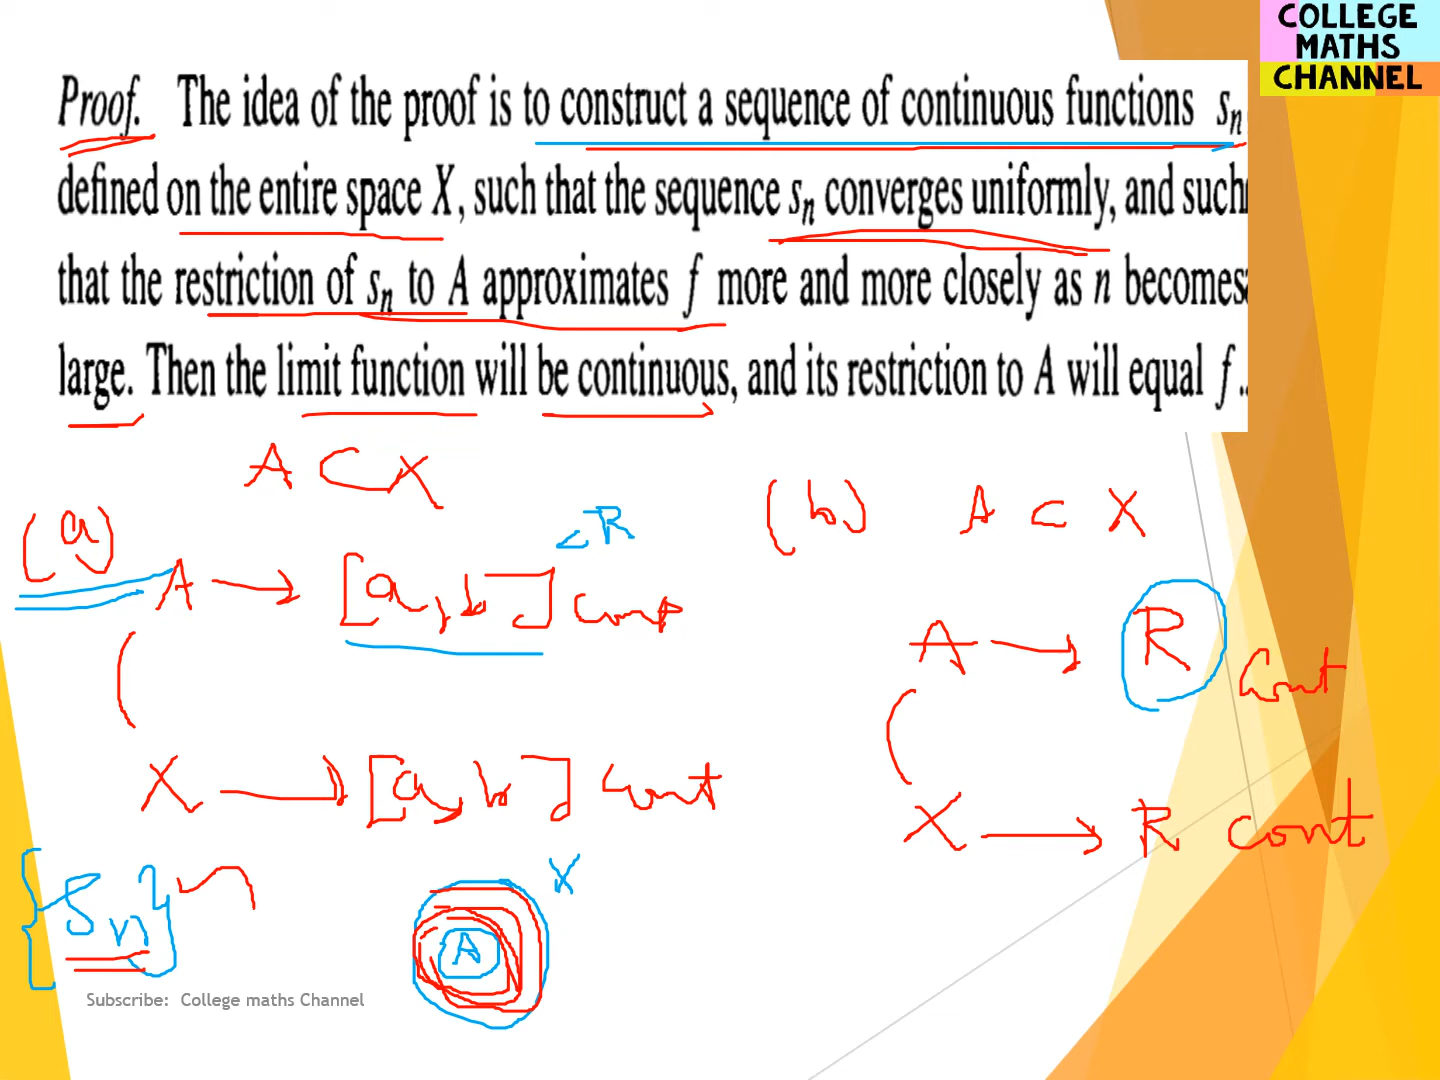 COLLEGE
MATHS
CHANNEL
Proof. The idea of the proof is to construct a sequence of continuous functions sₙ
defined on the entire space X, such that the sequence sₙ converges uniformly, and such
that the restriction of sₙ to A approximates f more and more closely as n becomes
large. Then the limit function will be continuous, and its restriction to A will equal f.
A ⊂ X
(a)
A → [a, b] Conp
X → [a, b] Cont
{Sₙ}
X
A
(b) A ⊂ X
A → R Cont
X → R Cont
Subscribe: College maths Channel